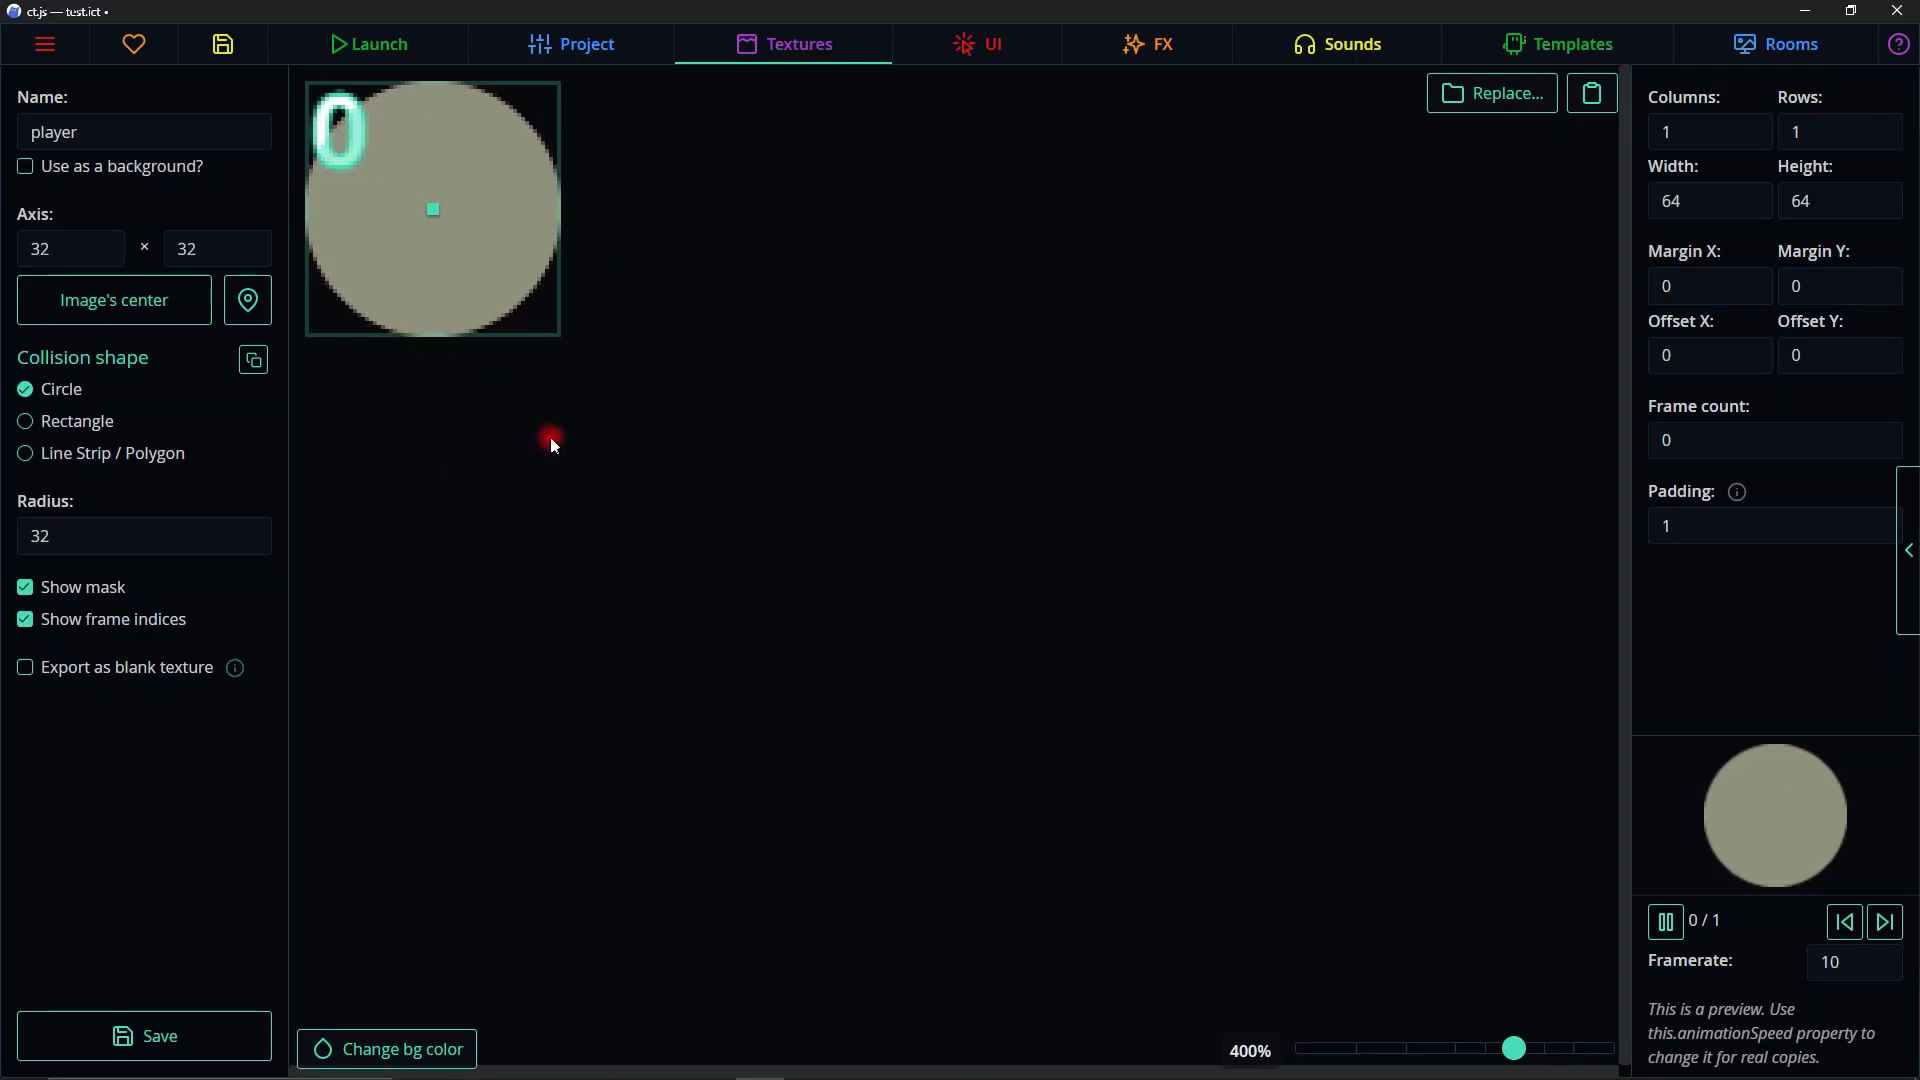 ct.js — test.ict •
Launch
Project
Textures
UI
FX
Sounds
Templates
Rooms
Name:
player
Use as a background?
Axis:
32 × 32
Image's center
Collision shape
Circle
Rectangle
Line Strip / Polygon
Radius:
32
Show mask
Show frame indices
Export as blank texture
Save
0
Replace...
Change bg color
400%
Columns: Rows:
1 1
Width: Height:
64 64
Margin X: Margin Y:
0 0
Offset X: Offset Y:
0 0
Frame count:
0
Padding:
1
0 / 1
Framerate: 10
This is a preview. Use
this.animationSpeed property to
change it for real copies.